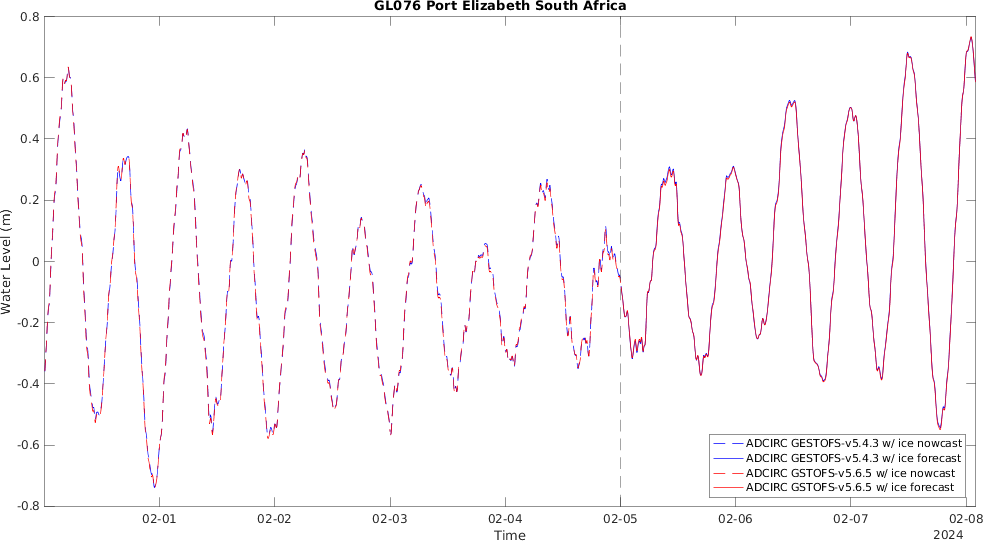 GL076 Port Elizabeth South Africa
0.8
0.6
0.4
0.2
0
-0.2
-0.4
-0.6
-0.8
Water Level (m)
ADCIRC GESTOFS-v5.4.3 w/ ice nowcast
ADCIRC GESTOFS-v5.4.3 w/ ice forecast
ADCIRC GSTOFS-v5.6.5 w/ ice nowcast
ADCIRC GSTOFS-v5.6.5 w/ ice forecast
02-01 02-02 02-03 02-04 02-05 02-06 02-07 02-08
Time
2024